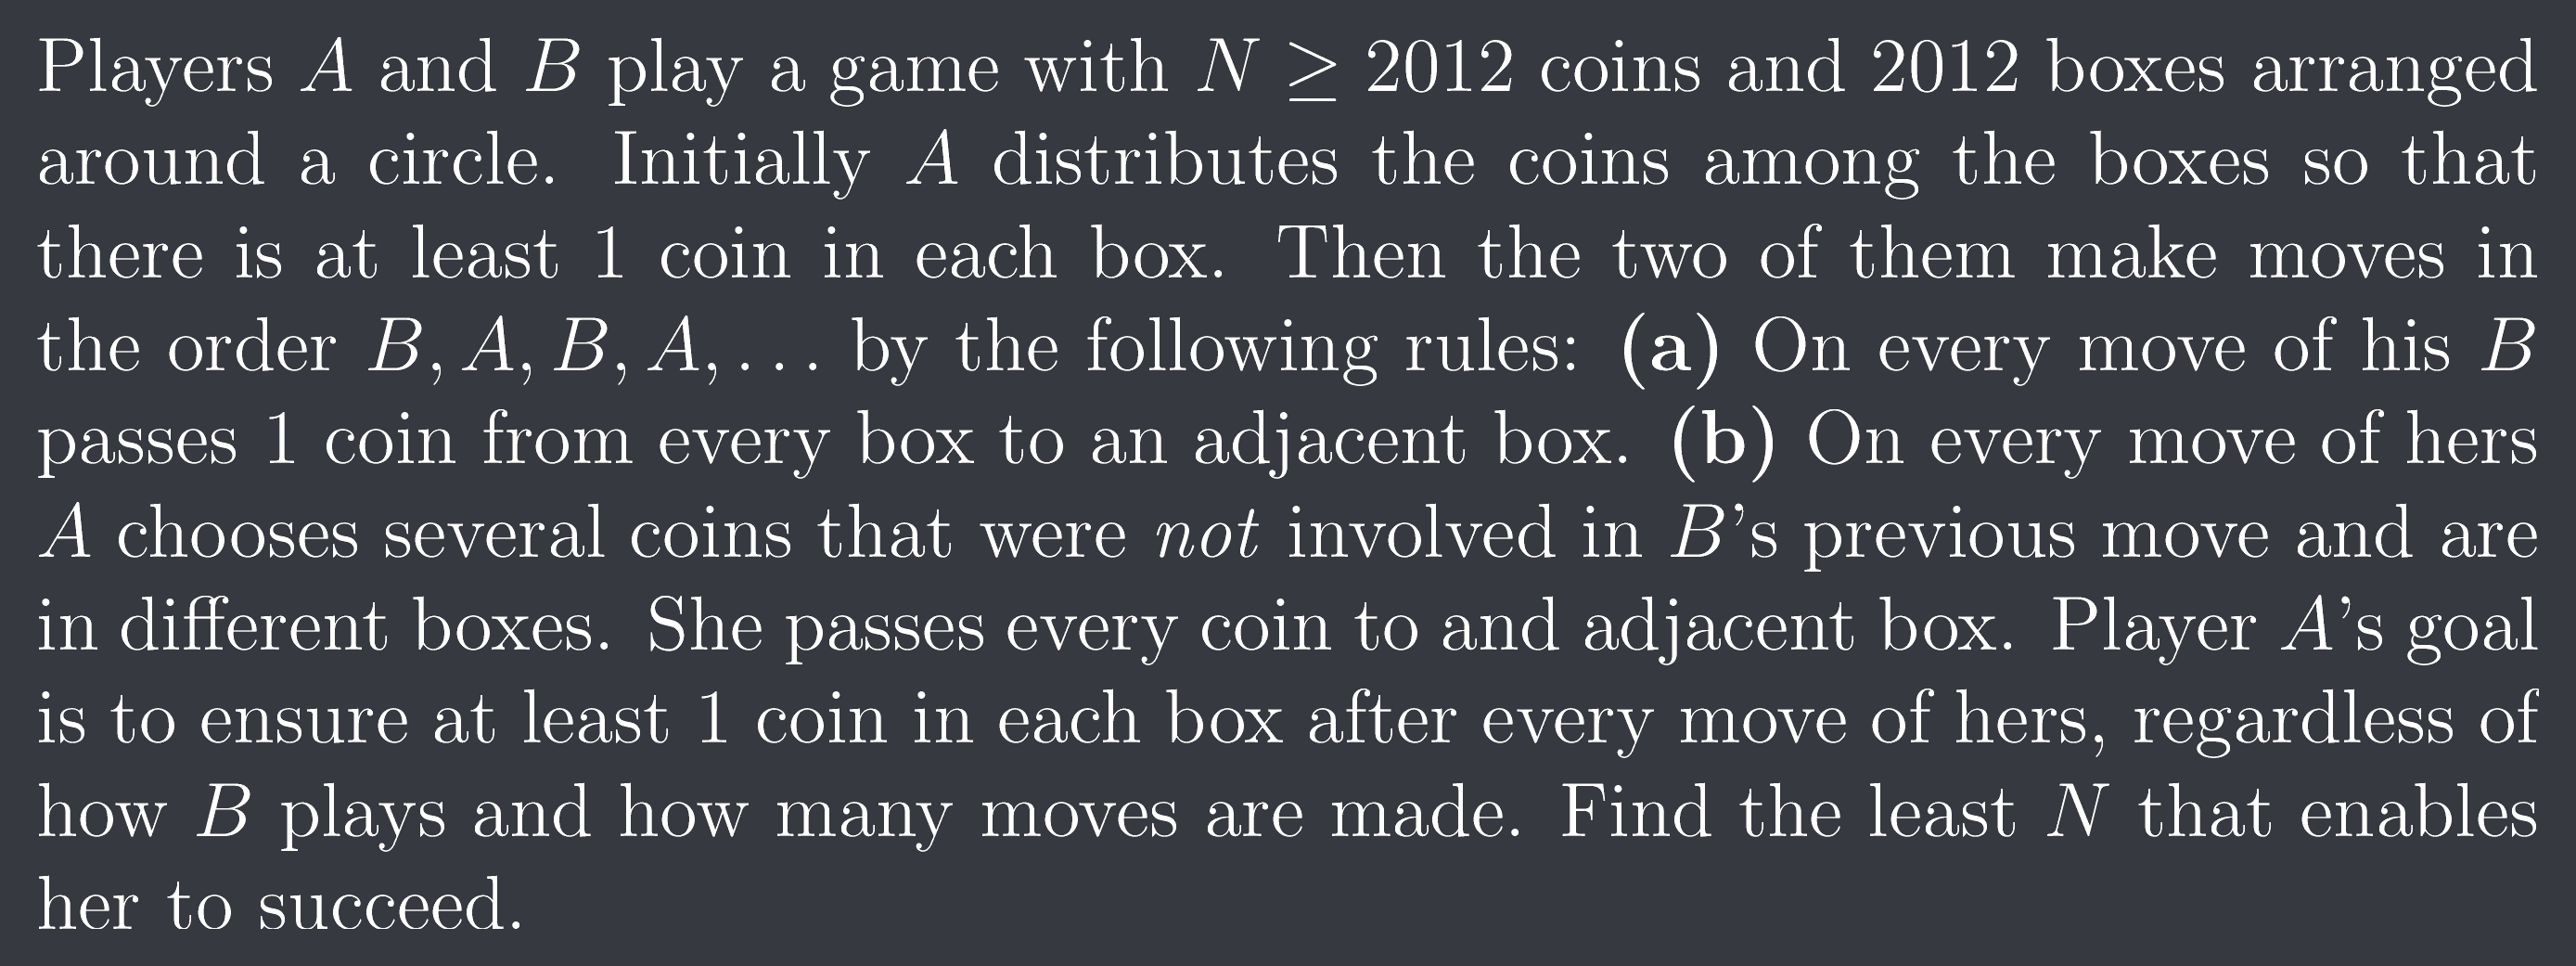 Players A and B play a game with N ≥ 2012 coins and 2012 boxes arranged
around a circle. Initially A distributes the coins among the boxes so that
there is at least 1 coin in each box. Then the two of them make moves in
the order B, A, B, A, . . . by the following rules: (a) On every move of his B
passes 1 coin from every box to an adjacent box. (b) On every move of hers
A chooses several coins that were not involved in B's previous move and are
in different boxes. She passes every coin to and adjacent box. Player A's goal
is to ensure at least 1 coin in each box after every move of hers, regardless of
how B plays and how many moves are made. Find the least N that enables
her to succeed.